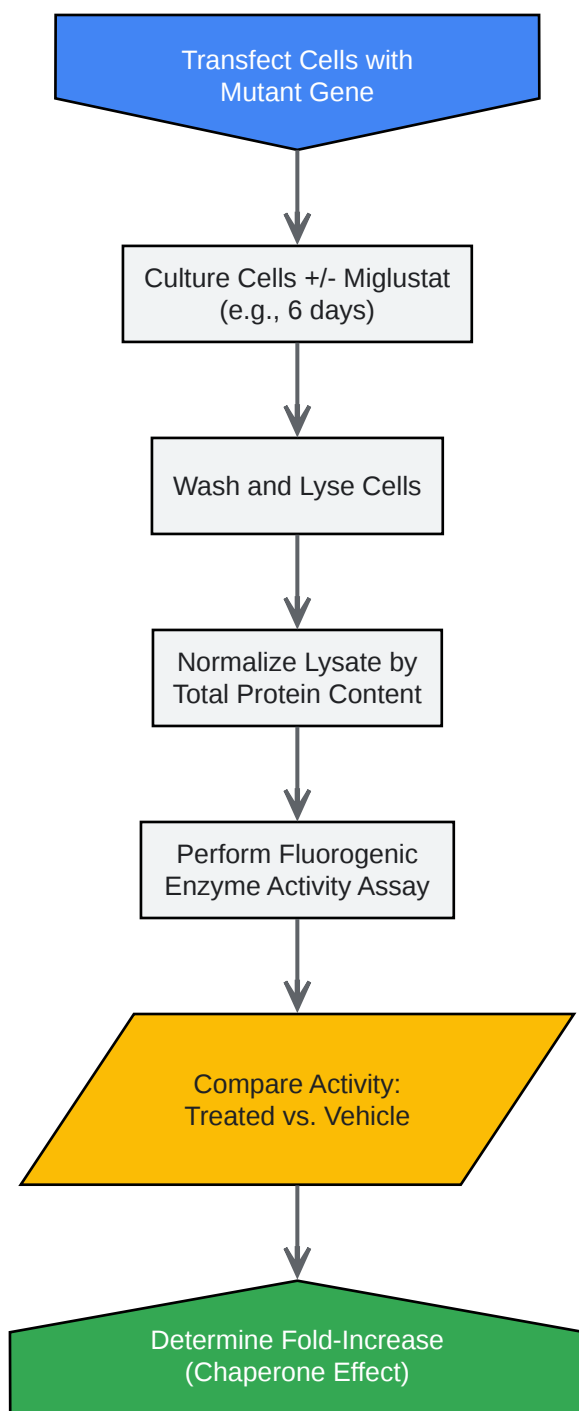 Transfect Cells with
Mutant Gene
Culture Cells +/- Miglustat
(e.g., 6 days)
Wash and Lyse Cells
Normalize Lysate by
Total Protein Content
Perform Fluorogenic
Enzyme Activity Assay
Compare Activity:
Treated vs. Vehicle
Determine Fold-Increase
(Chaperone Effect)